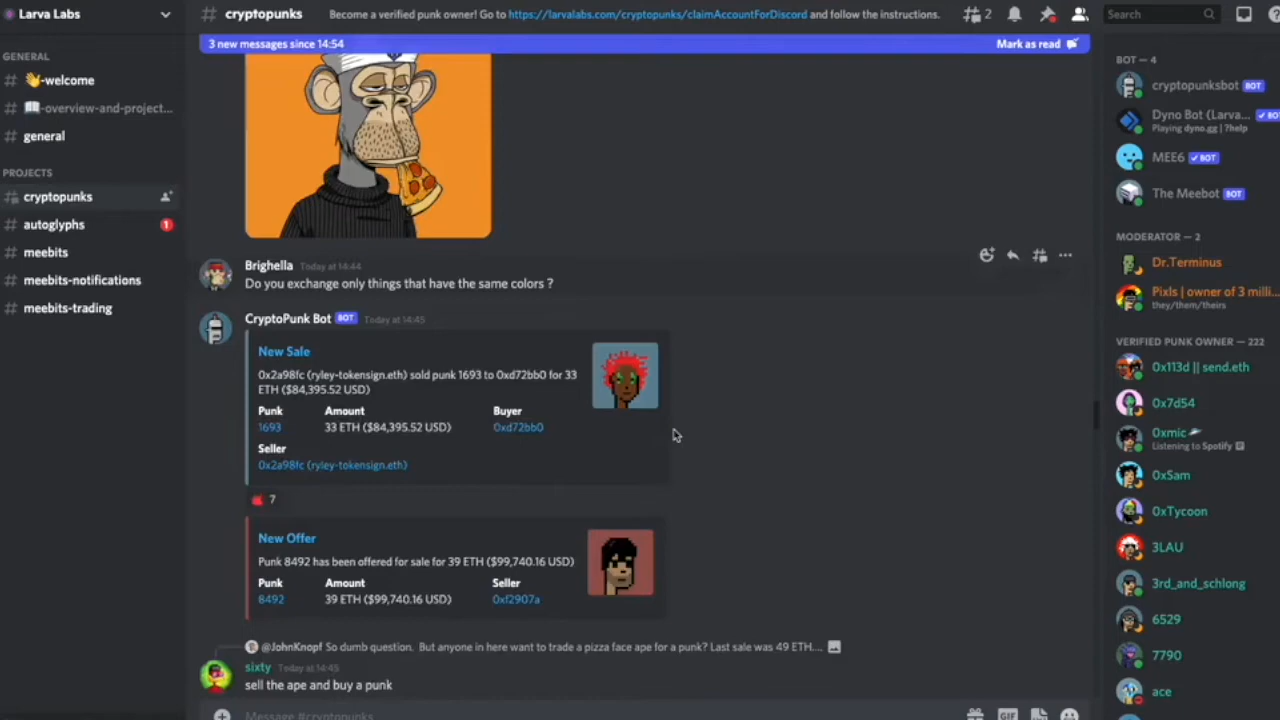 Larva Labs
cryptopunks
Become a verified punk owner! Go to https://larvalabs.com/cryptopunks/claimAccountForDiscord and follow the instructions.
2
Search
3 new messages since 14:54
Mark as read
GENERAL
# 👋-welcome
# 📖-overview-and-project...
# general
PROJECTS
# cryptopunks
# autoglyphs
1
# meebits
# meebits-notifications
# meebits-trading
Brighella Today at 14:44
Do you exchange only things that have the same colors ?
CryptoPunk Bot BOT Today at 14:45
New Sale
0x2a98fc (ryley-tokensign.eth) sold punk 1693 to 0xd72bb0 for 33
ETH ($84,395.52 USD)
Punk Amount Buyer
1693 33 ETH ($84,395.52 USD) 0xd72bb0
Seller
0x2a98fc (ryley-tokensign.eth)
7
New Offer
Punk 8492 has been offered for sale for 39 ETH ($99,740.16 USD)
Punk Amount Seller
8492 39 ETH ($99,740.16 USD) 0xf2907a
@JohnKnopf So dumb question. But anyone in here want to trade a pizza face ape for a punk? Last sale was 49 ETH....
sixty Today at 14:45
sell the ape and buy a punk
Message #cryptopunks
GIF
BOT — 4
cryptopunksbot BOT
Dyno Bot (Larva... ✓ BOT
Playing dyno.gg | ?help
MEE6 ✓ BOT
The Meebot BOT
MODERATOR — 2
Dr.Terminus
Pixls | owner of 3 milli...
they/them/theirs
VERIFIED PUNK OWNER — 222
0x113d || send.eth
0x7d54
0xmic
Listening to Spotify
0xSam
0xTycoon
3LAU
3rd_and_schlong
6529
7790
ace